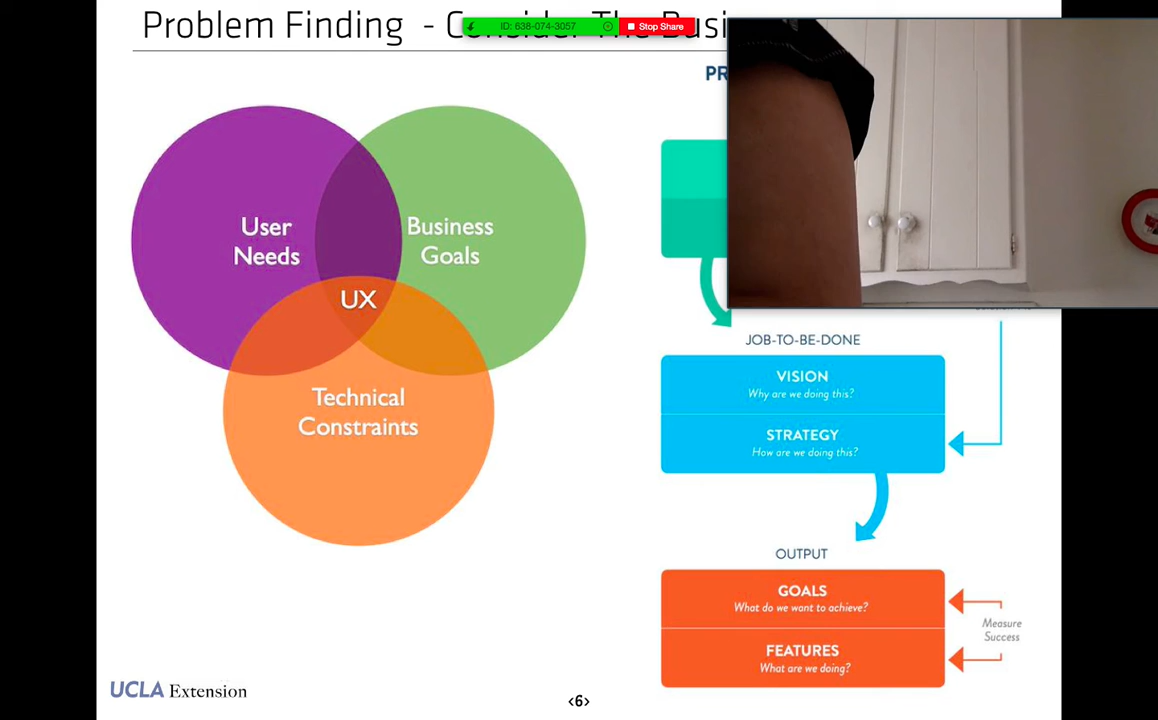 Problem Finding - Consider The Busi
ID: 638-074-3057
Stop Share
PR
User
Needs
Business
Goals
UX
Technical
Constraints
JOB-TO-BE-DONE
VISION
Why are we doing this?
STRATEGY
How are we doing this?
OUTPUT
GOALS
What do we want to achieve?
FEATURES
What are we doing?
Measure
Success
UCLA Extension
‹6›